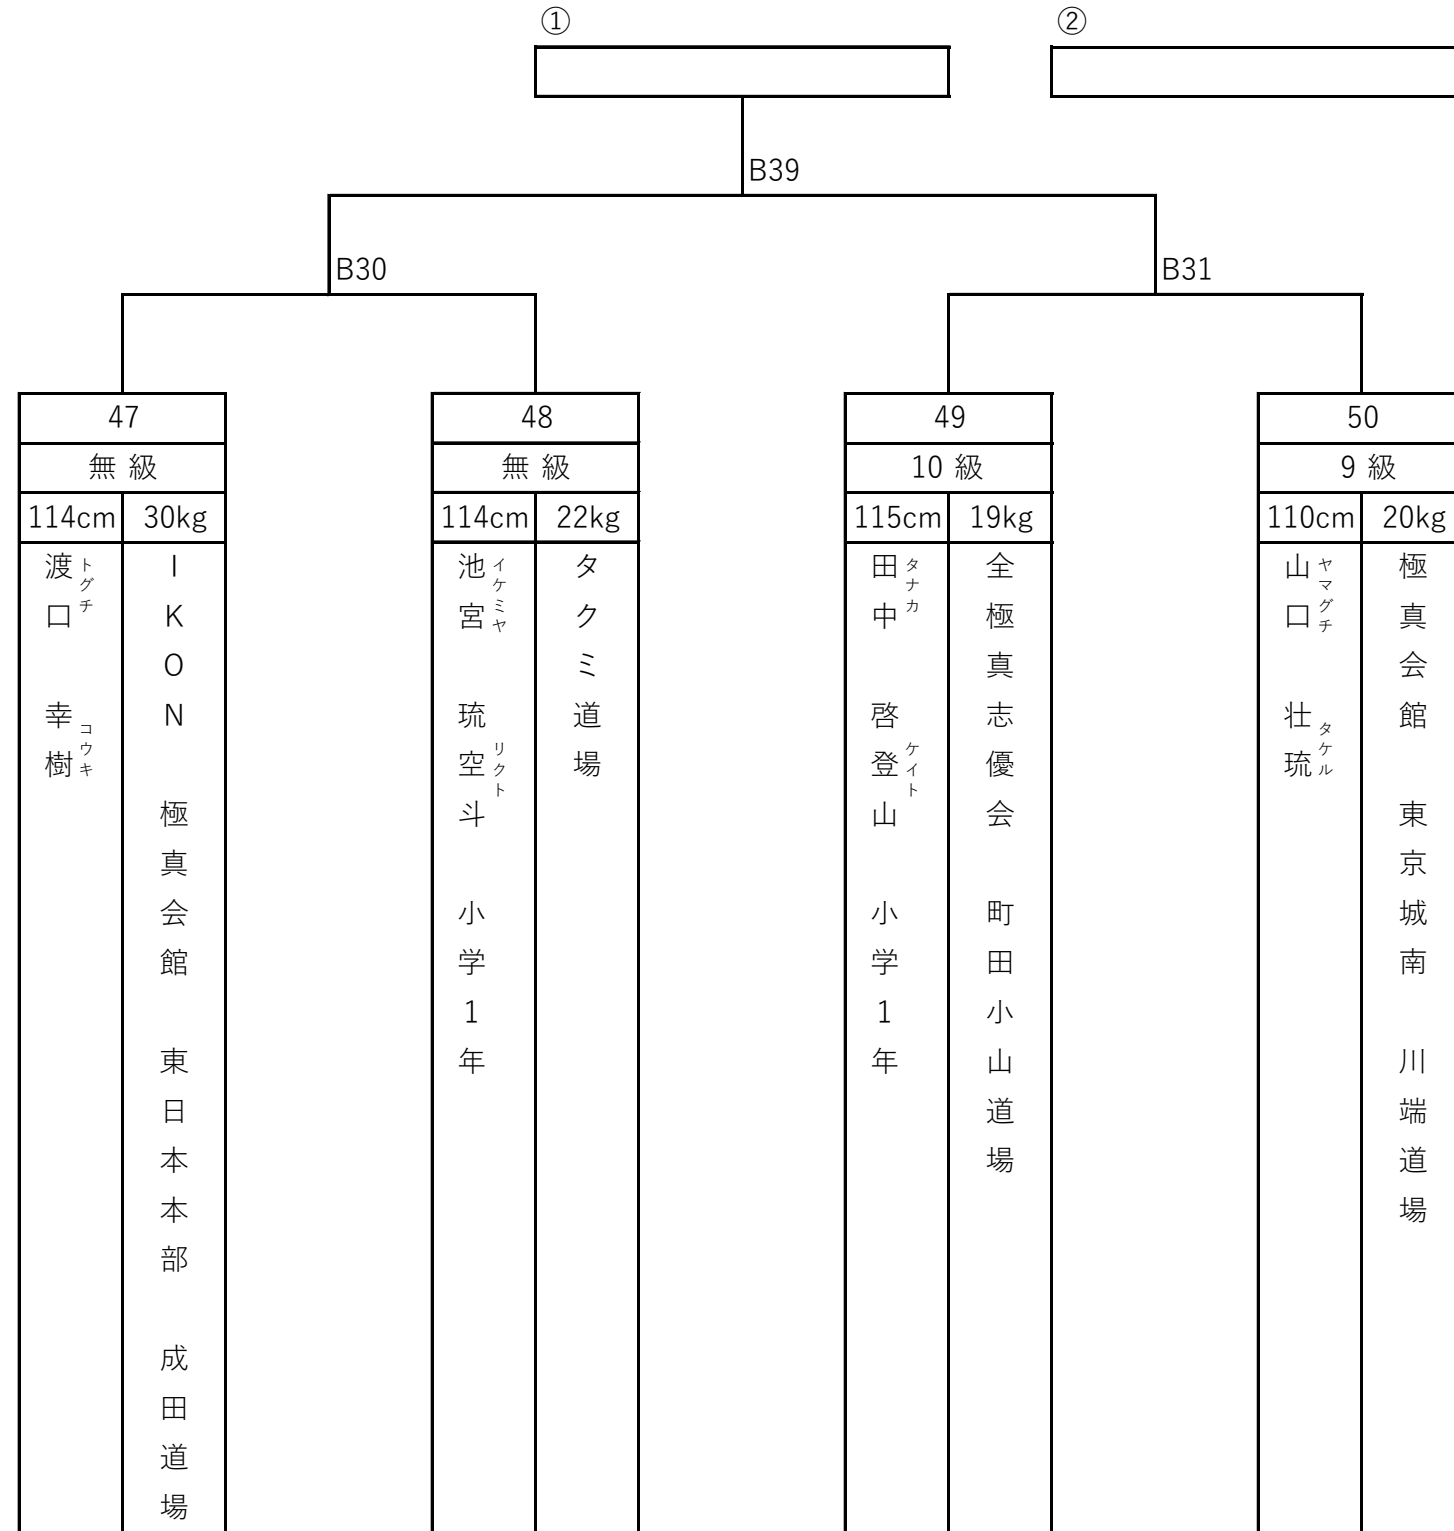 ①
②
B39
B30
B31
47
無 級
114cm 30kg
渡口 幸樹
トグチ
コウキ
IKON 極真会館 東日本本部 成田道場
48
無 級
114cm 22kg
池宮 琉空斗 小学1年
イケミヤ
リクト
タクミ道場
49
10 級
115cm 19kg
田中 啓登山 小学1年
タナカ
ケイト
全極真志優会 町田小山道場
50
9 級
110cm 20kg
山口 壮琉
ヤマグチ
タケル
極真会館 東京城南 川端道場